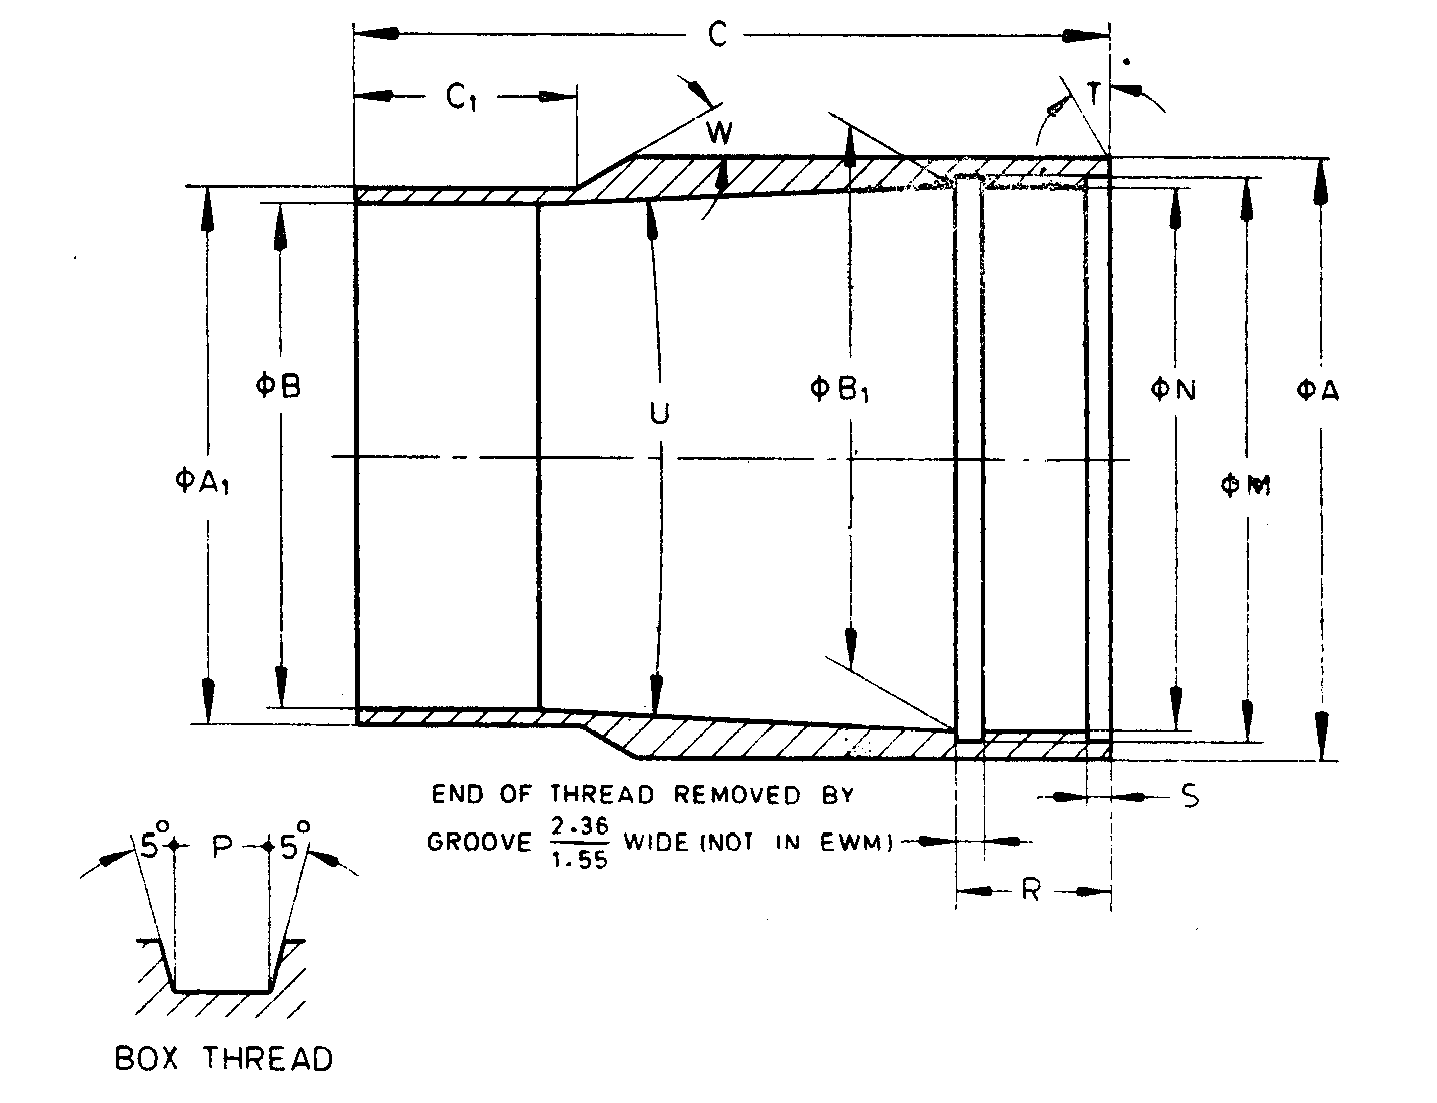 C
C₁
T
W
ΦB
ΦB₁
ΦN
ΦA
U
ΦA₁
ΦM
END OF THREAD REMOVED BY
GROOVE 2.36/1.55 WIDE (NOT IN EWM)
S
R
5° P 5°
BOX THREAD